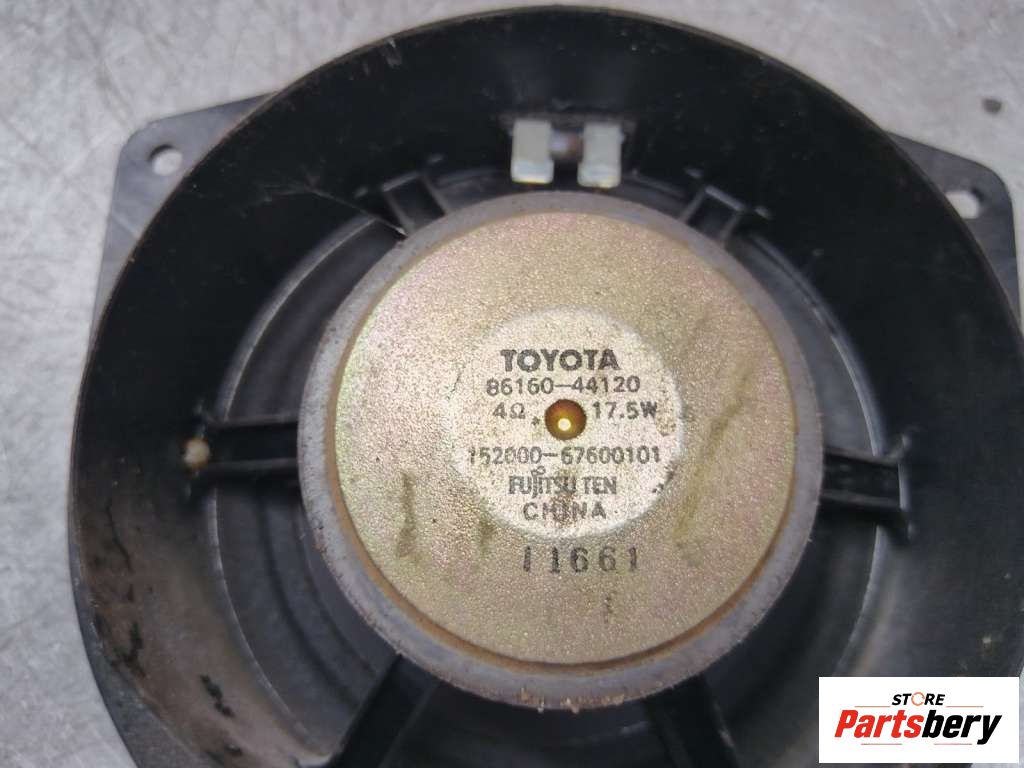 TOYOTA
86160-44120
4Ω 17.5W
152000-67600101
FUJITSU TEN
CHINA
11661
STORE
Partsbery